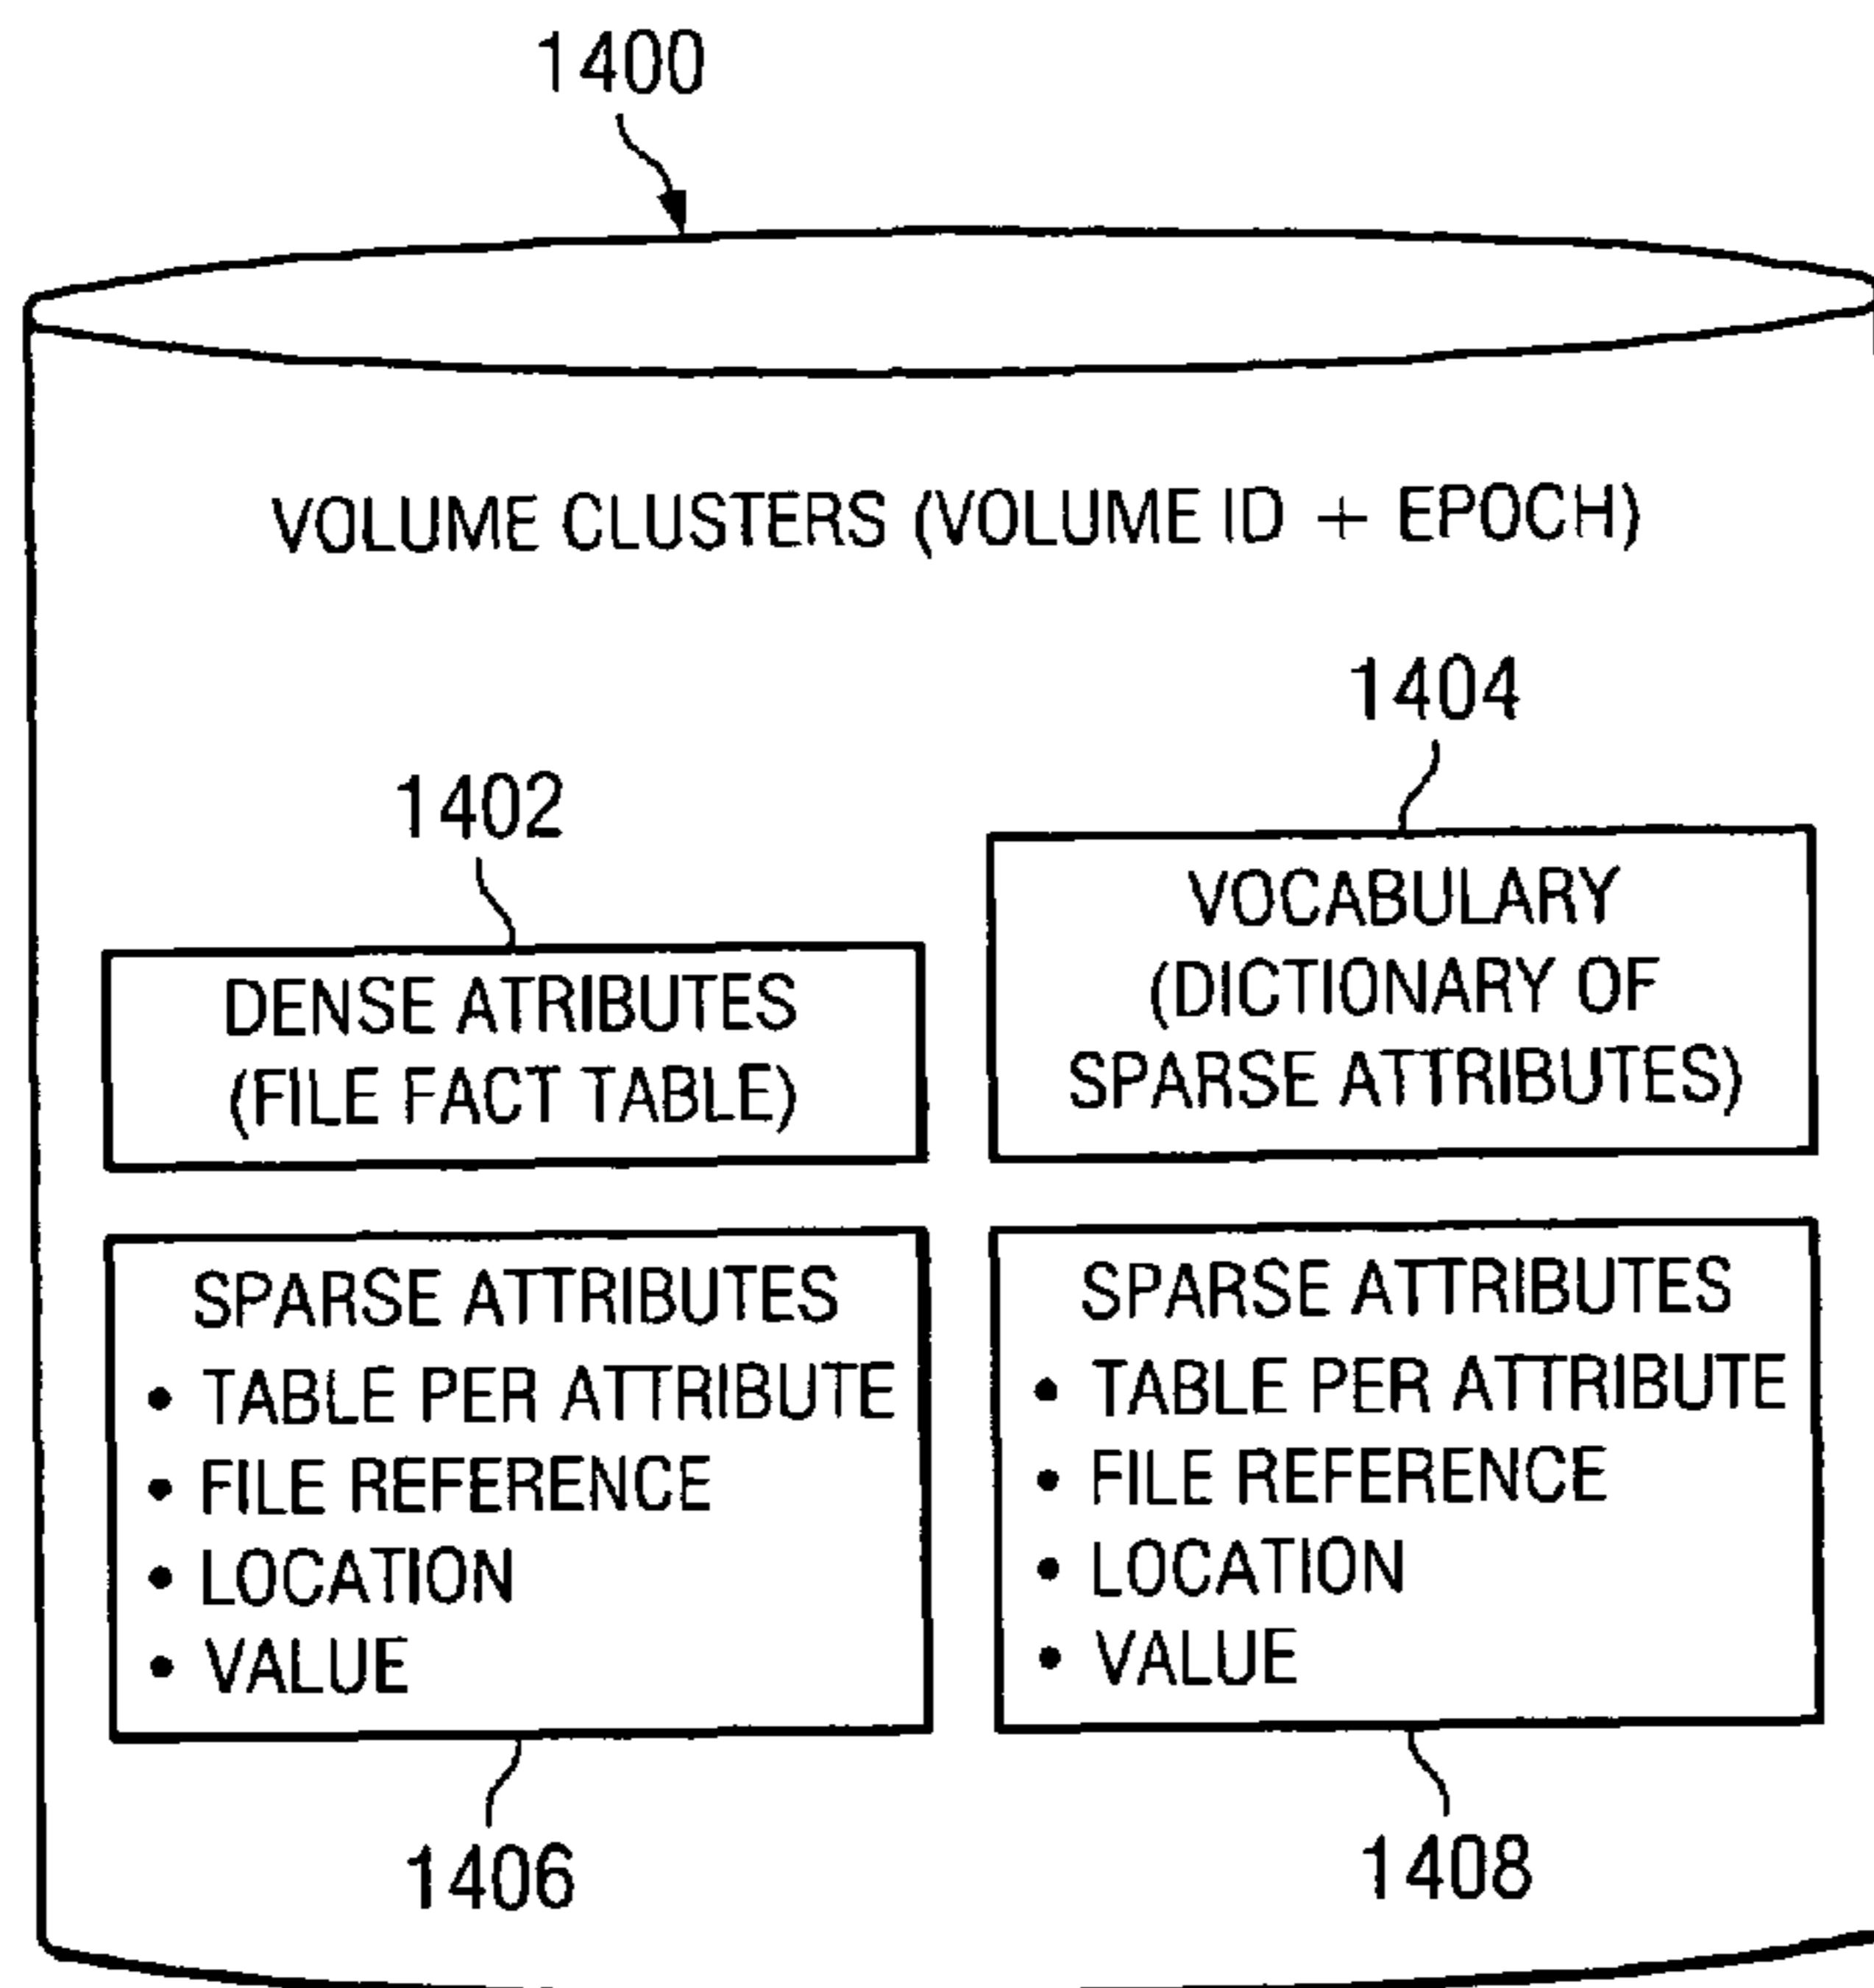 1400
VOLUME CLUSTERS (VOLUME ID + EPOCH)
1404
1402
VOCABULARY
(DICTIONARY OF
SPARSE ATTRIBUTES)
DENSE ATRIBUTES
(FILE FACT TABLE)
SPARSE ATTRIBUTES
• TABLE PER ATTRIBUTE
• FILE REFERENCE
• LOCATION
• VALUE
SPARSE ATTRIBUTES
• TABLE PER ATTRIBUTE
• FILE REFERENCE
• LOCATION
• VALUE
1406
1408